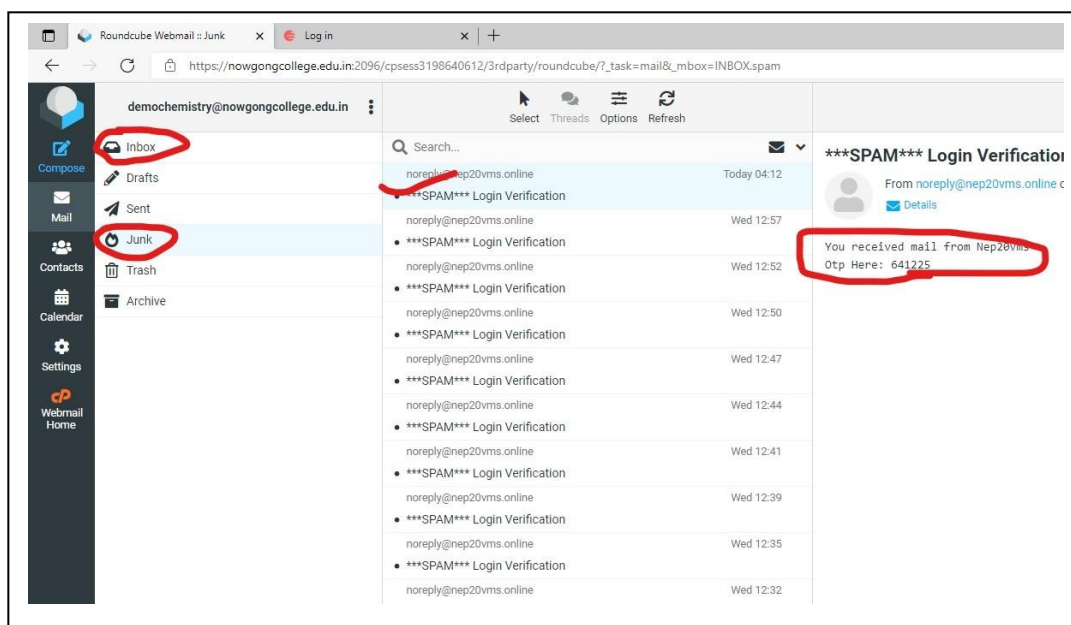 Roundcube Webmail :: Junk
Log in
https://nowgongcollege.edu.in:2096/cpsess3198640612/3rdparty/roundcube/?_task=mail&_mbox=INBOX.spam
demochemistry@nowgongcollege.edu.in
Compose
Mail
Contacts
Calendar
Settings
cP
Webmail
Home
Inbox
Drafts
Sent
Junk
Trash
Archive
Select Threads Options Refresh
Search...
noreply@nep20vms.online Today 04:12
***SPAM*** Login Verification
noreply@nep20vms.online Wed 12:57
***SPAM*** Login Verification
noreply@nep20vms.online Wed 12:52
***SPAM*** Login Verification
noreply@nep20vms.online Wed 12:50
***SPAM*** Login Verification
noreply@nep20vms.online Wed 12:47
***SPAM*** Login Verification
noreply@nep20vms.online Wed 12:44
***SPAM*** Login Verification
noreply@nep20vms.online Wed 12:41
***SPAM*** Login Verification
noreply@nep20vms.online Wed 12:39
***SPAM*** Login Verification
noreply@nep20vms.online Wed 12:35
***SPAM*** Login Verification
noreply@nep20vms.online Wed 12:32
***SPAM*** Login Verification
From noreply@nep20vms.online
Details
You received mail from Nep20vms
Otp Here: 641225